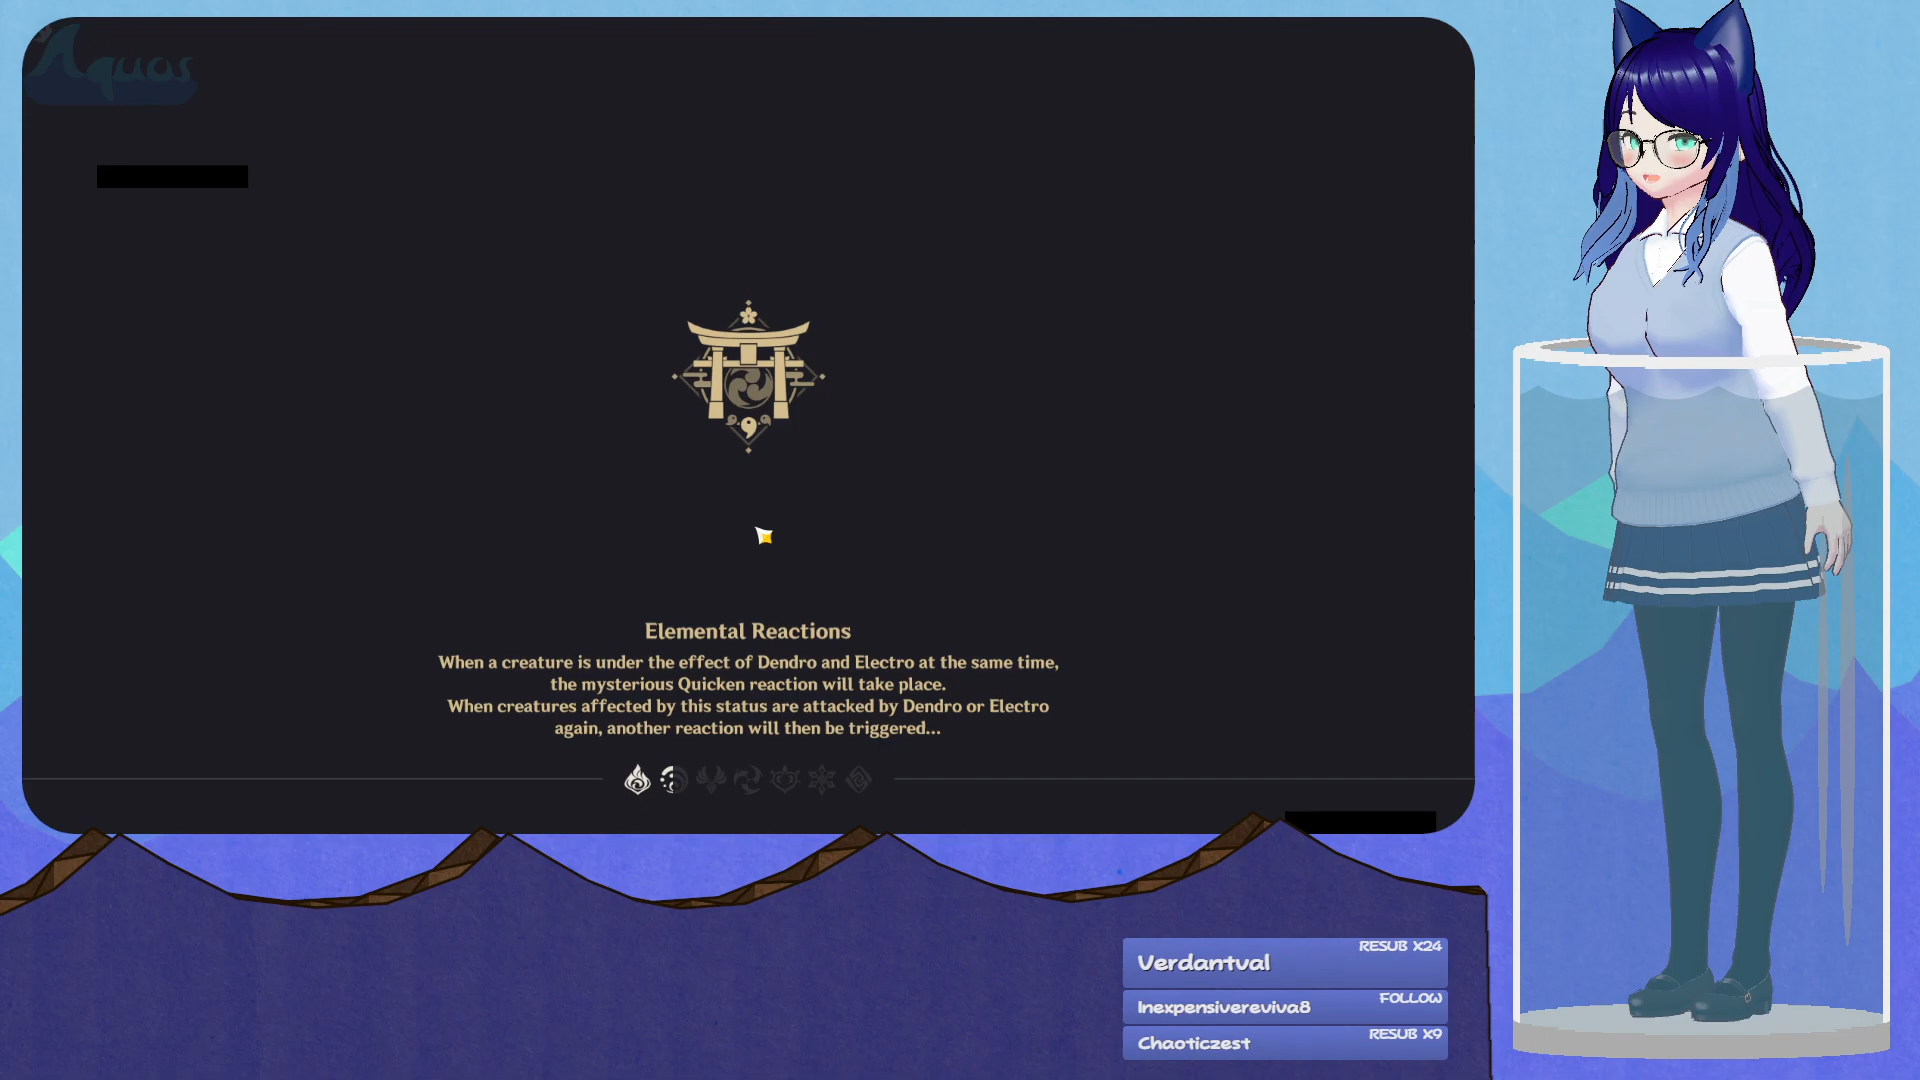 Aquos
Elemental Reactions
When a creature is under the effect of Dendro and Electro at the same time,
the mysterious Quicken reaction will take place.
When creatures affected by this status are attacked by Dendro or Electro
again, another reaction will then be triggered...
RESUB X24
Verdantval
FOLLOW
Inexpensivereviva8
RESUB X9
Chaoticzest